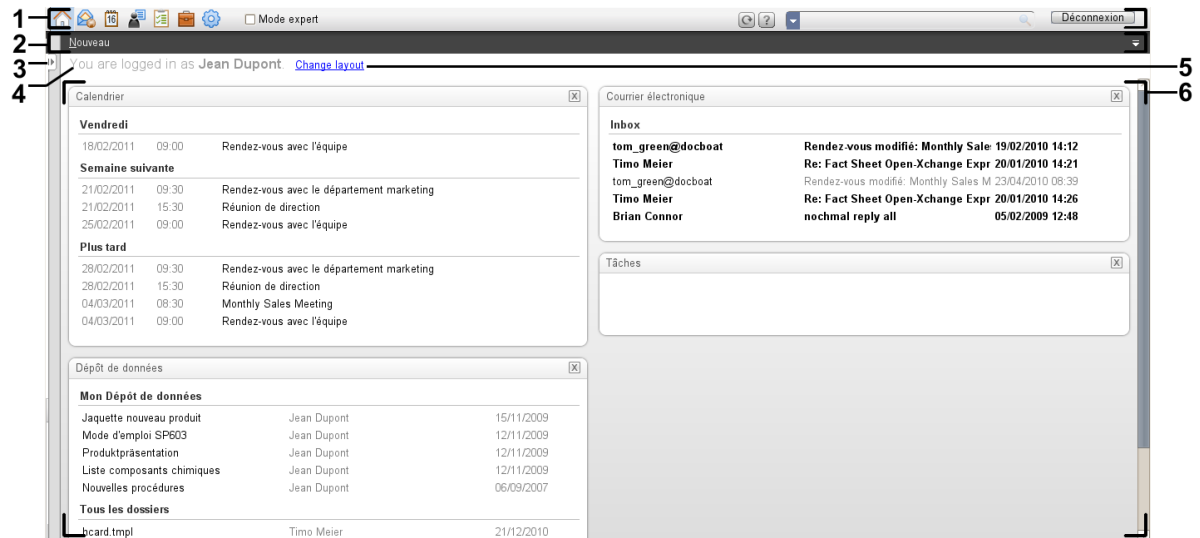 1
16
Mode expert
?
Déconnexion
2
Nouveau
3
You are logged in as Jean Dupont. Change layout
5
4
6
Calendrier X
Vendredi
18/02/2011 09:00 Rendez-vous avec l'équipe
Semaine suivante
21/02/2011 09:30 Rendez-vous avec le département marketing
21/02/2011 15:30 Réunion de direction
25/02/2011 09:00 Rendez-vous avec l'équipe
Plus tard
28/02/2011 09:30 Rendez-vous avec le département marketing
28/02/2011 15:30 Réunion de direction
04/03/2011 08:30 Monthly Sales Meeting
04/03/2011 09:00 Rendez-vous avec l'équipe
Courrier électronique X
Inbox
tom_green@docboat Rendez-vous modifié: Monthly Sale 19/02/2010 14:12
Timo Meier Re: Fact Sheet Open-Xchange Expr 20/01/2010 14:21
tom_green@docboat Rendez-vous modifié: Monthly Sales M 23/04/2010 08:39
Timo Meier Re: Fact Sheet Open-Xchange Expr 20/01/2010 14:26
Brian Connor nochmal reply all 05/02/2009 12:48
Tâches X
Dépôt de données X
Mon Dépôt de données
Jaquette nouveau produit Jean Dupont 15/11/2009
Mode d'emploi SP603 Jean Dupont 12/11/2009
Produktpräsentation Jean Dupont 12/11/2009
Liste composants chimiques Jean Dupont 12/11/2009
Nouvelles procédures Jean Dupont 06/09/2007
Tous les dossiers
hcard.tmpl Timo Meier 21/12/2010